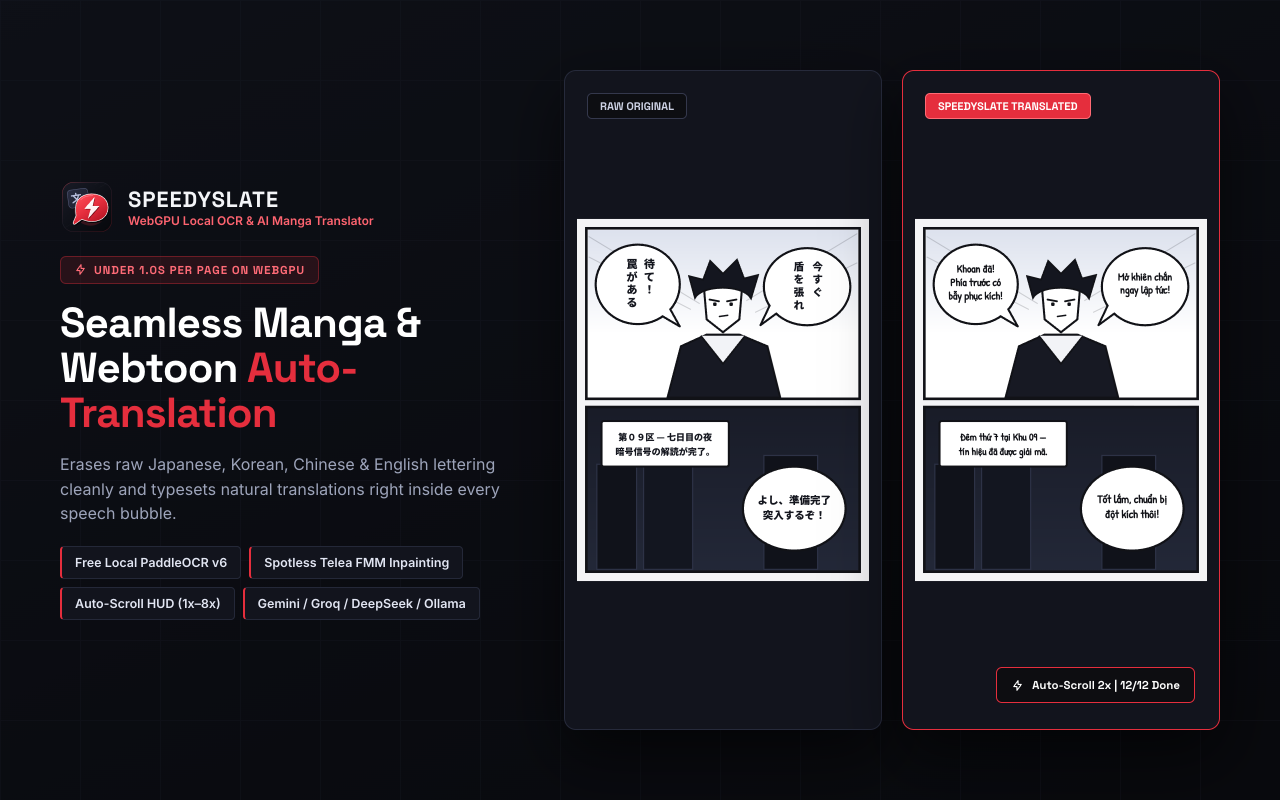 SPEEDYSLATE
WebGPU Local OCR & AI Manga Translator
UNDER 1.0S PER PAGE ON WEBGPU
Seamless Manga &
Webtoon Auto-
Translation
Erases raw Japanese, Korean, Chinese & English lettering
cleanly and typesets natural translations right inside every
speech bubble.
Free Local PaddleOCR v6
Spotless Telea FMM Inpainting
Auto-Scroll HUD (1x–8x)
Gemini / Groq / DeepSeek / Ollama
RAW ORIGINAL
今すぐ
盾を張れ
待て！
罠がある
第０９区 — 七日目の夜
暗号信号の解読が完了。
よし、準備完了
突入するぞ！
SPEEDYSLATE TRANSLATED
Khoan đã!
Phía trước có
bẫy phục kích!
Mở khiên chắn
ngay lập tức!
Đêm thứ 7 tại Khu 09 —
tín hiệu đã được giải mã.
Tốt lắm, chuẩn bị
đột kích thôi!
Auto-Scroll 2x | 12/12 Done
文